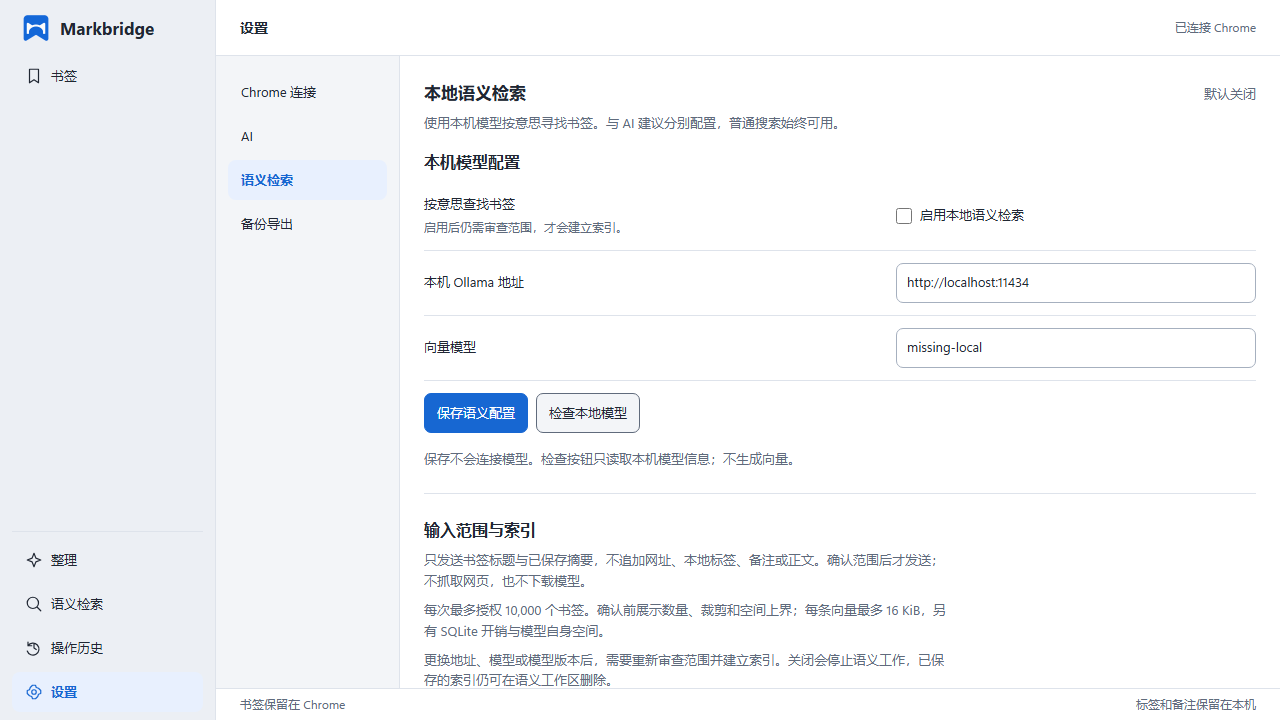 Markbridge
书签
整理
语义检索
操作历史
设置
设置
已连接 Chrome
Chrome 连接
AI
语义检索
备份导出
本地语义检索
默认关闭
使用本机模型按意思寻找书签。与 AI 建议分别配置，普通搜索始终可用。
本机模型配置
按意思查找书签
启用后仍需审查范围，才会建立索引。
启用本地语义检索
本机 Ollama 地址
http://localhost:11434
向量模型
missing-local
保存语义配置
检查本地模型
保存不会连接模型。检查按钮只读取本机模型信息；不生成向量。
输入范围与索引
只发送书签标题与已保存摘要，不追加网址、本地标签、备注或正文。确认范围后才发送；
不抓取网页，也不下载模型。
每次最多授权 10,000 个书签。确认前展示数量、裁剪和空间上界；每条向量最多 16 KiB，另
有 SQLite 开销与模型自身空间。
更换地址、模型或模型版本后，需要重新审查范围并建立索引。关闭会停止语义工作，已保
存的索引仍可在语义工作区删除。
书签保留在 Chrome
标签和备注保留在本机